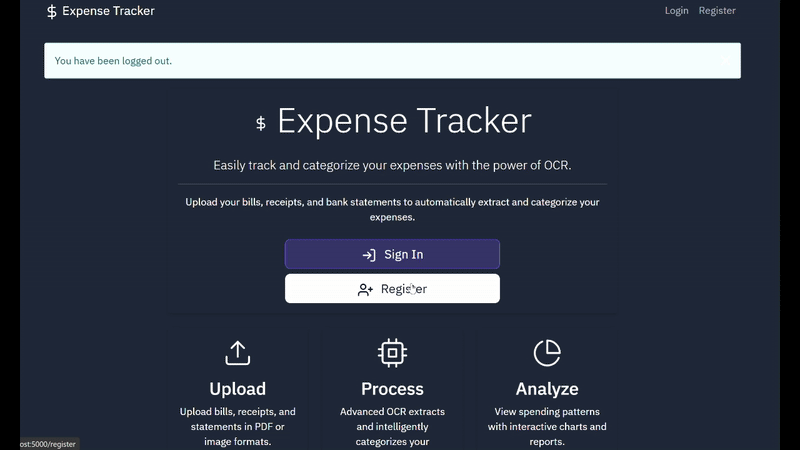 $ Expense Tracker
Login Register
You have been logged out.
$ Expense Tracker
Easily track and categorize your expenses with the power of OCR.
Upload your bills, receipts, and bank statements to automatically extract and categorize your
expenses.
Sign In
Register
Upload
Upload bills, receipts, and
statements in PDF or
image formats.
Process
Advanced OCR extracts
and intelligently
categorizes your
Analyze
View spending patterns
with interactive charts and
reports.
ost:5000/register